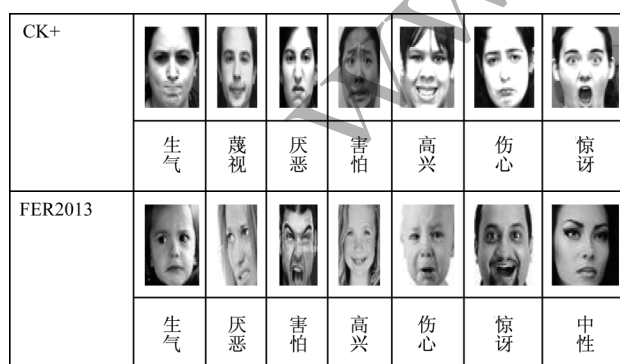 CK+
生气 蔑视 厌恶 害怕 高兴 伤心 惊讶
FER2013
生气 厌恶 害怕 高兴 伤心 惊讶 中性